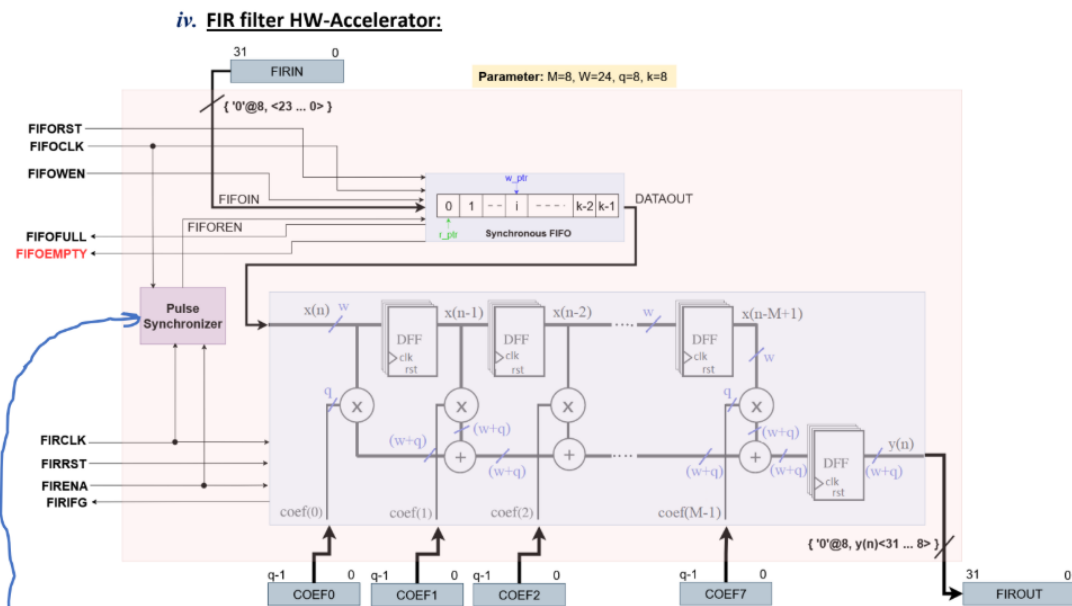 iv. FIR filter HW-Accelerator:
31 0
FIRIN
Parameter: M=8, W=24, q=8, k=8
{ '0'@8, <23 ... 0> }
FIFORST
FIFOCLK
FIFOWEN
FIFOIN
w_ptr
0 1 -- i ---- k-2 k-1
DATAOUT
r_ptr
Synchronous FIFO
FIFOREN
FIFOFULL
FIFOEMPTY
Pulse
Synchronizer
x(n) w x(n-1) x(n-2) ···· w x(n-M+1)
DFF DFF DFF
clk clk clk
rst rst rst
w
q q
X X X X
FIRCLK
FIRRST
FIRENA
FIRIFG
(w+q) (w+q)
+ + ···· +
(w+q) (w+q) (w+q) (w+q) (w+q)
DFF
clk
rst
y(n)
(w+q)
coef(0) coef(1) coef(2) coef(M-1)
{ '0'@8, y(n)<31 ... 8> }
q-1 0 q-1 0 q-1 0 q-1 0
COEF0 COEF1 COEF2 COEF7
31 0
FIROUT